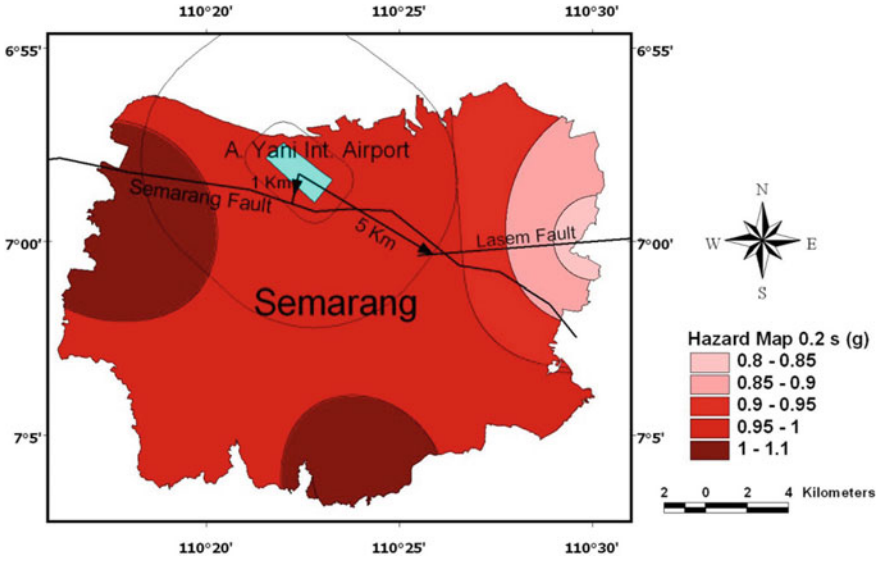 110°20'
110°25'
110°30'
6°55'
6°55'
A. Yani Int. Airport
1 Km
Semarang Fault
5 Km
Lasem Fault
7°00'
7°00'
Semarang
7°5'
7°5'
110°20'
110°25'
110°30'
N
W
E
S
Hazard Map 0.2 s (g)
0.8 - 0.85
0.85 - 0.9
0.9 - 0.95
0.95 - 1
1 - 1.1
2 0 2 4 Kilometers